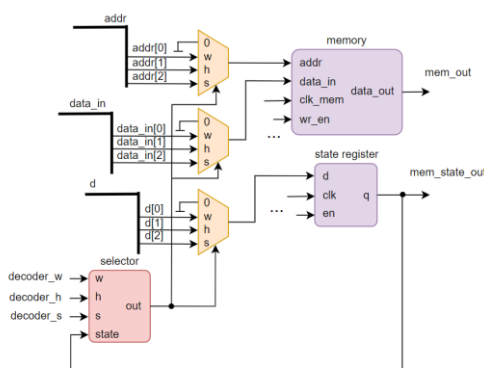 addr
addr[0]
addr[1]
addr[2]
0
w
h
s
memory
addr
data_in
clk_mem
wr_en
data_out
mem_out
...
data_in
data_in[0]
data_in[1]
data_in[2]
0
w
h
s
state register
d
clk
en
q
mem_state_out
...
d
d[0]
d[1]
d[2]
0
w
h
s
selector
decoder_w
decoder_h
decoder_s
w
h
s
state
out